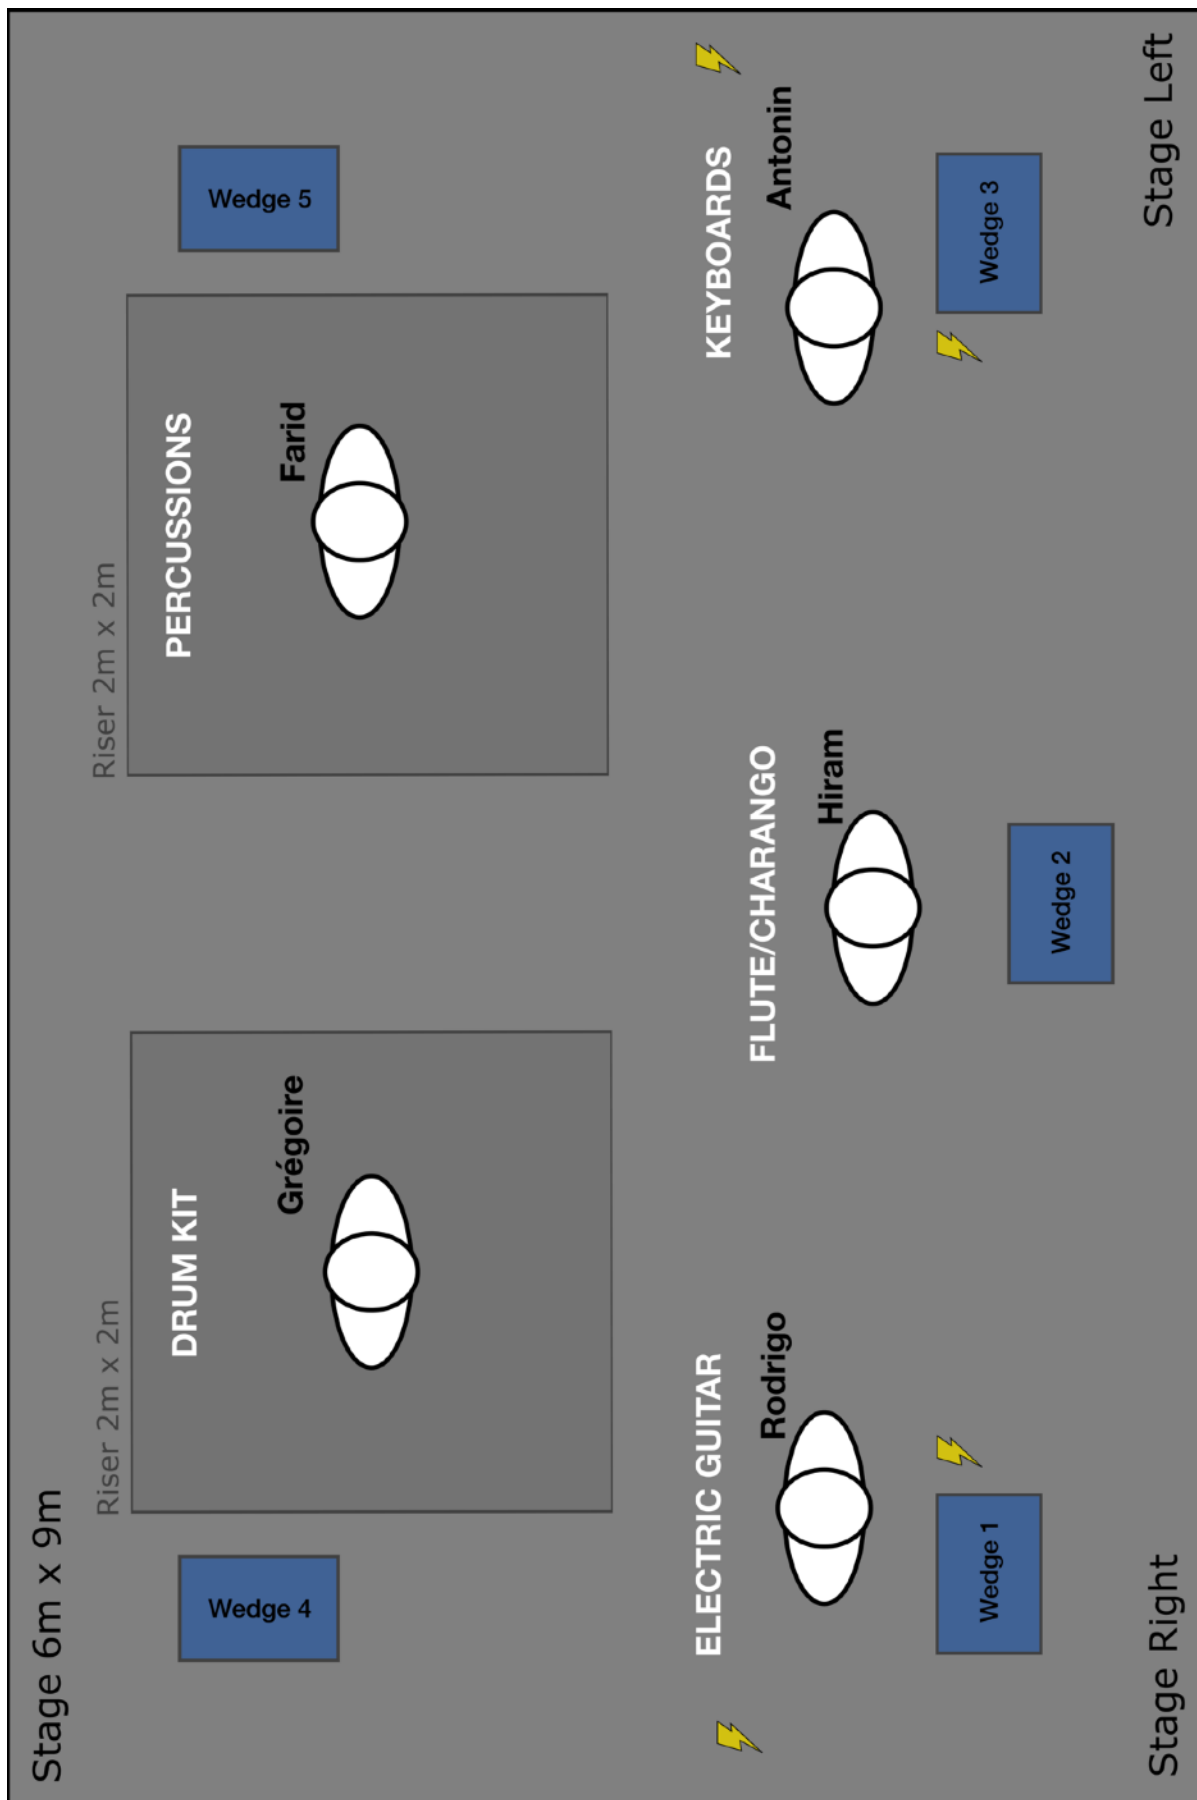 Stage 6m x 9m
Riser 2m x 2m
Riser 2m x 2m
DRUM KIT
PERCUSSIONS
Wedge 4
Grégoire
Farid
Wedge 5
ELECTRIC GUITAR
FLUTE/CHARANGO
KEYBOARDS
Rodrigo
Hiram
Antonin
Wedge 1
Wedge 2
Wedge 3
Stage Right
Stage Left